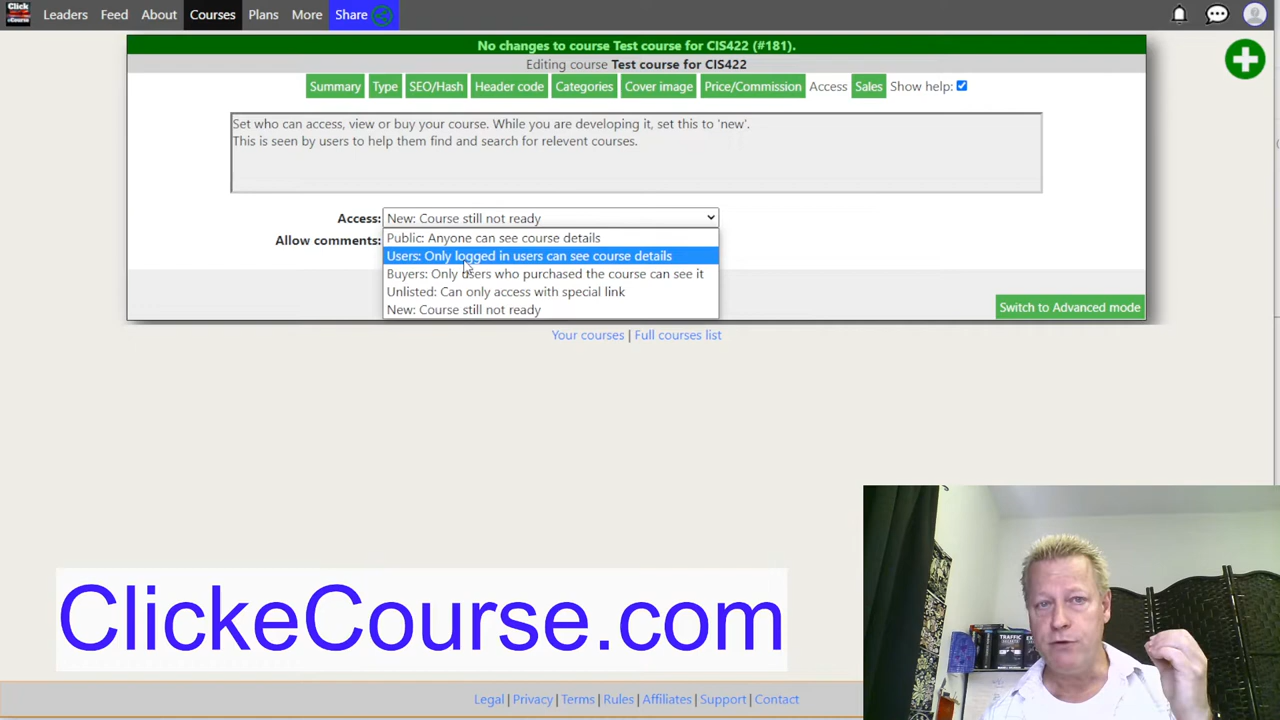 Click
Course
Leaders
Feed
About
Courses
Plans
More
Share
No changes to course Test course for CIS422 (#181).
Editing course Test course for CIS422
Summary
Type
SEO/Hash
Header code
Categories
Cover image
Price/Commission
Access
Sales
Show help:
Set who can access, view or buy your course. While you are developing it, set this to 'new'.
This is seen by users to help them find and search for relevent courses.
Access:
New: Course still not ready
Allow comments:
Public: Anyone can see course details
Users: Only logged in users can see course details
Buyers: Only users who purchased the course can see it
Unlisted: Can only access with special link
New: Course still not ready
Switch to Advanced mode
Your courses | Full courses list
ClickeCourse.com
TRAFFIC
SECRETS
Legal | Privacy | Terms | Rules | Affiliates | Support | Contact